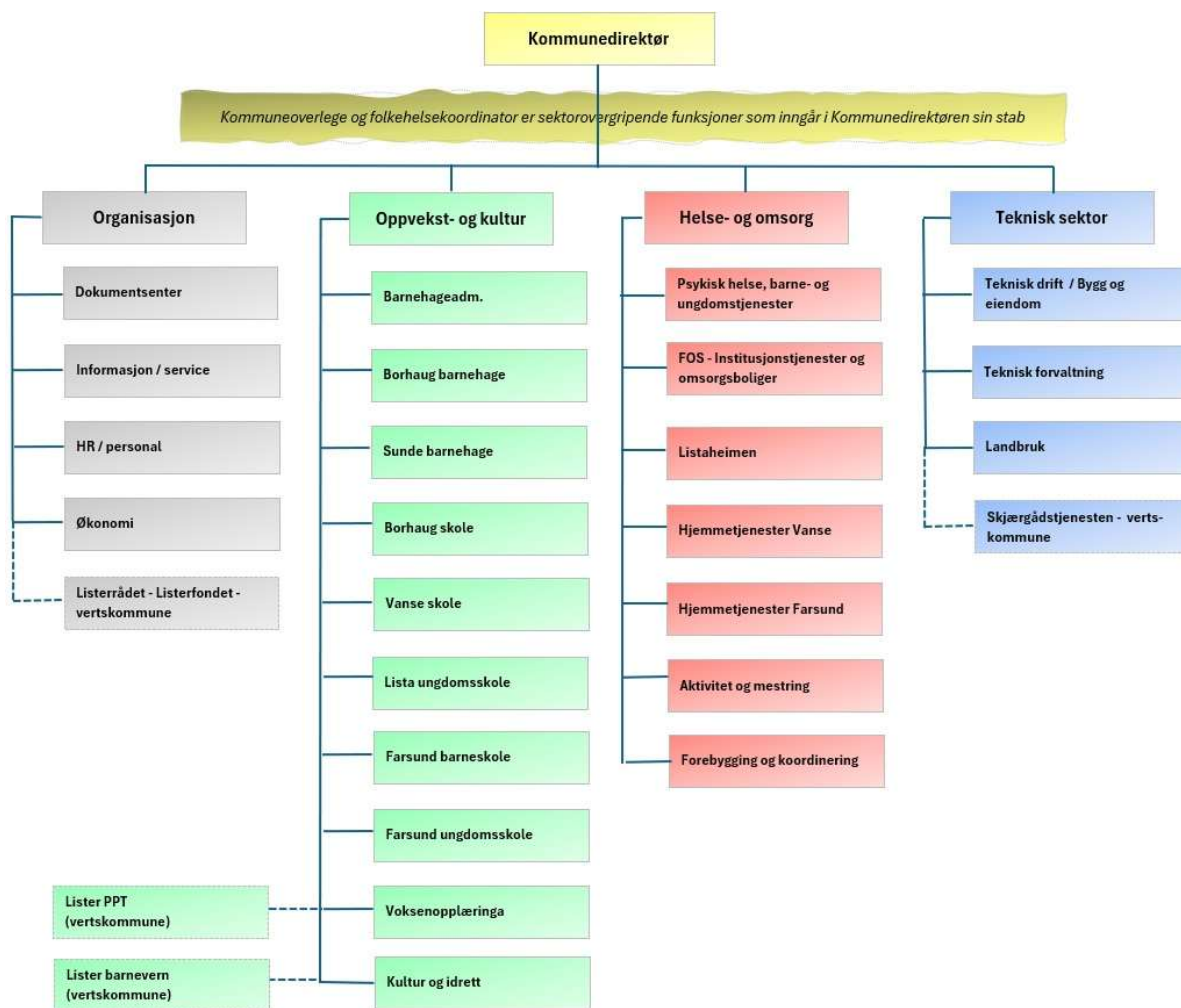 Kommunedirektør
Kommuneoverlege og folkehelsekoordinator er sektorovergripende funksjoner som inngår i Kommunedirektøren sin stab
Organisasjon
Dokumentsenter
Informasjon / service
HR / personal
Økonomi
Listerrådet - Listerfondet -
vertskommune
Oppvekst- og kultur
Barnehageadm.
Borhaug barnehage
Sunde barnehage
Borhaug skole
Vanse skole
Lista ungdomsskole
Farsund barneskole
Farsund ungdomsskole
Voksenopplæringa
Kultur og idrett
Lister PPT
(vertskommune)
Lister barnevern
(vertskommune)
Helse- og omsorg
Psykisk helse, barne- og
ungdomstjenester
FOS - Institusjonstjenester og
omsorgsboliger
Listaheimen
Hjemmetjenester Vanse
Hjemmetjenester Farsund
Aktivitet og mestring
Forebygging og koordinering
Teknisk sektor
Teknisk drift / Bygg og
eiendom
Teknisk forvaltning
Landbruk
Skjærgådstjenesten - verts-
kommune